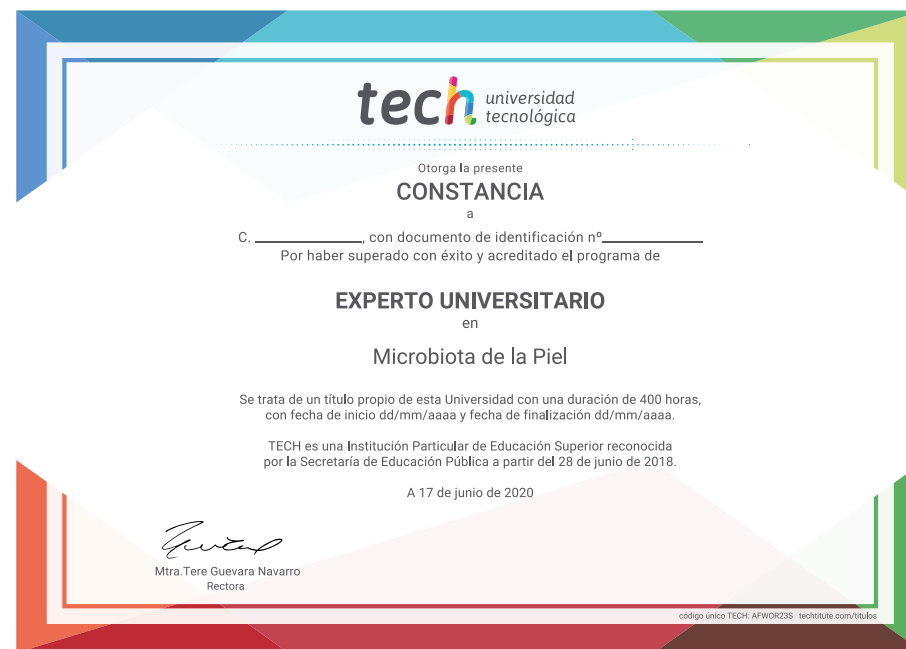 tech universidad
tecnológica
Otorga la presente
CONSTANCIA
a
C. ____________, con documento de identificación nº____________
Por haber superado con éxito y acreditado el programa de
EXPERTO UNIVERSITARIO
en
Microbiota de la Piel
Se trata de un título propio de esta Universidad con una duración de 400 horas,
con fecha de inicio dd/mm/aaaa y fecha de finalización dd/mm/aaaa.
TECH es una Institución Particular de Educación Superior reconocida
por la Secretaría de Educación Pública a partir del 28 de junio de 2018.
A 17 de junio de 2020
Mtra.Tere Guevara Navarro
Rectora
código único TECH: AFWOR23S techtitute.com/titulos